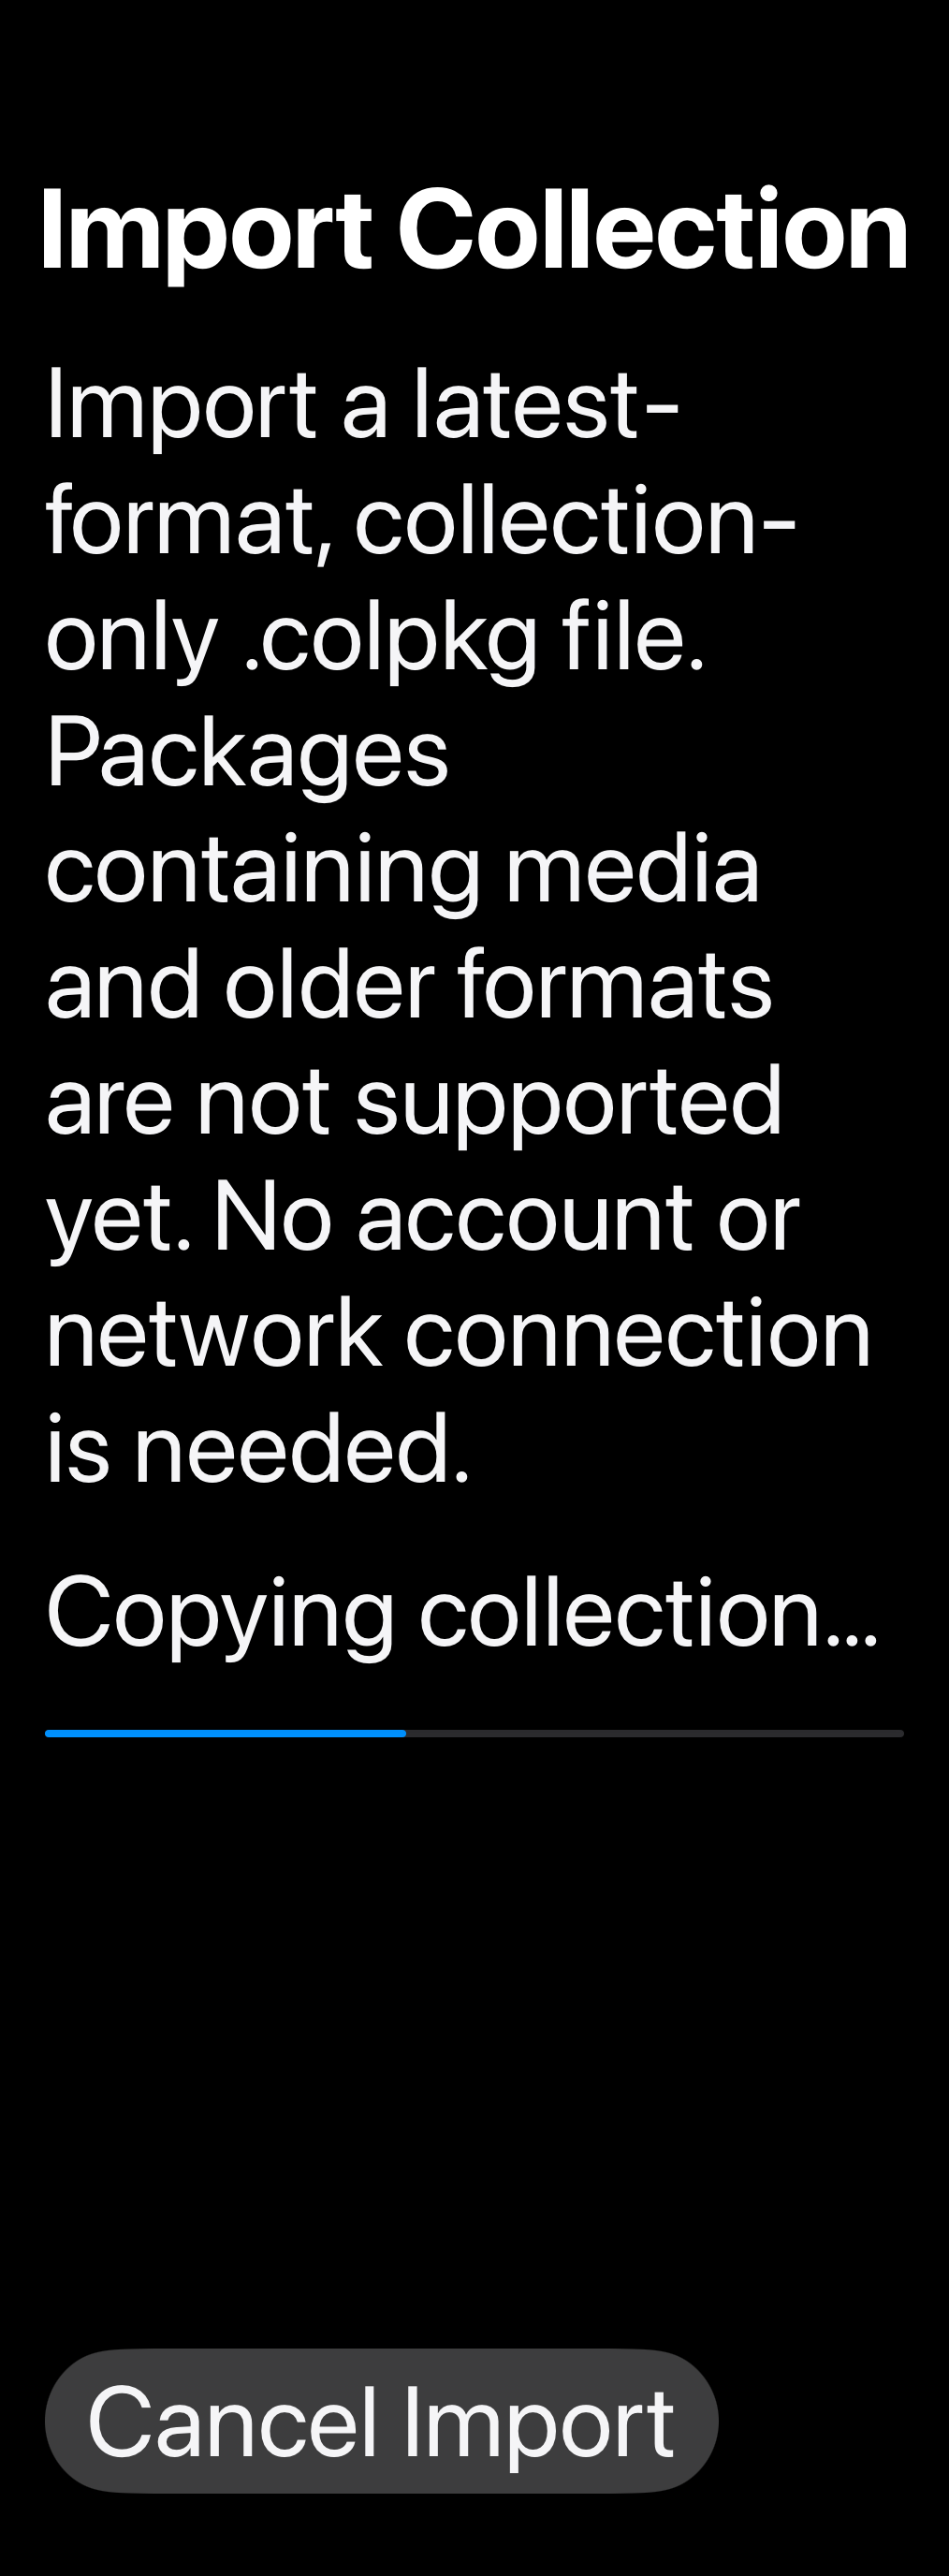 Import Collection
Import a latest-
format, collection-
only .colpkg file.
Packages
containing media
and older formats
are not supported
yet. No account or
network connection
is needed.
Copying collection...
Cancel Import